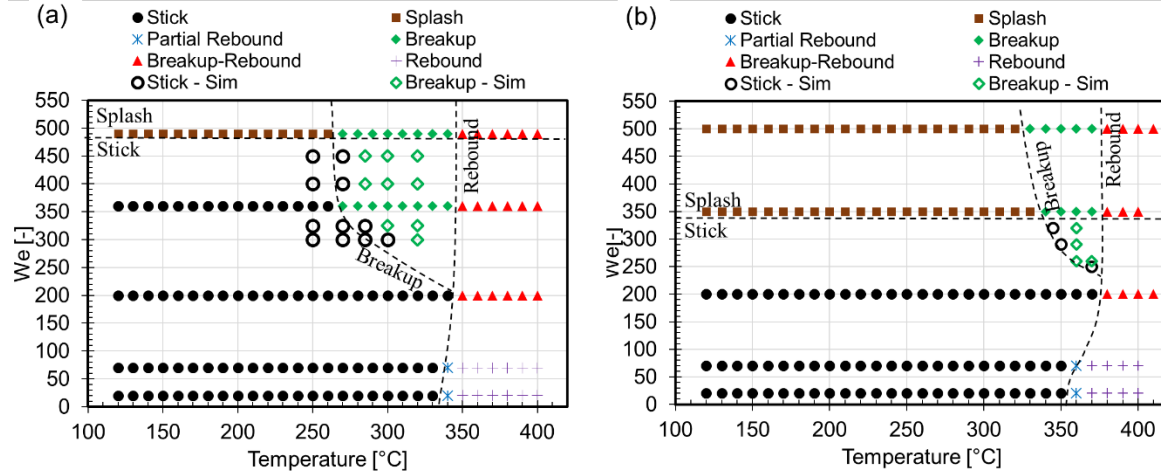 (a)
Stick
Splash
Partial Rebound
Breakup
Breakup-Rebound
Rebound
Stick - Sim
Breakup - Sim
We [-]
550
500
450
400
350
300
250
200
150
100
50
0
Splash
Stick
Breakup
Rebound
100 150 200 250 300 350 400
Temperature [°C]
(b)
Stick
Splash
Partial Rebound
Breakup
Breakup-Rebound
Rebound
Stick - Sim
Breakup - Sim
We[-]
550
500
450
400
350
300
250
200
150
100
50
0
Breakup
Rebound
Splash
Stick
100 150 200 250 300 350 400
Temperature [°C]